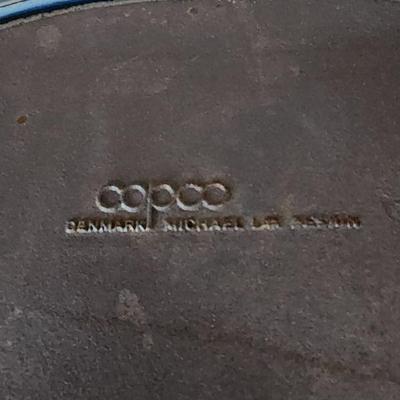 copco
DENMARK MICHAEL LAX DESIGN